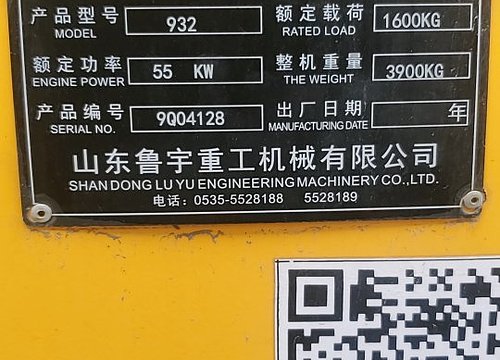 产品型号 932 额定载荷 1600KG
MODEL RATED LOAD
额定功率 55 KW 整机重量 3900KG
ENGINE POWER THE WEIGHT
产品编号 9Q04128 出厂日期 年
SERIAL NO. MANUFACTURING DATE
山东鲁宇重工机械有限公司
SHANDONG LU YU ENGINEERING MACHINERY CO.,LTD.
电话：0535-5528188 5528189